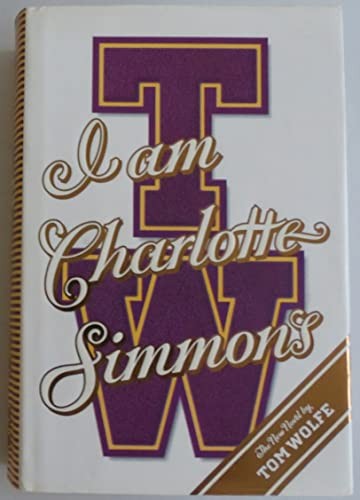 T
W
I am
Charlotte
Simmons
The New Novel by
TOM WOLFE